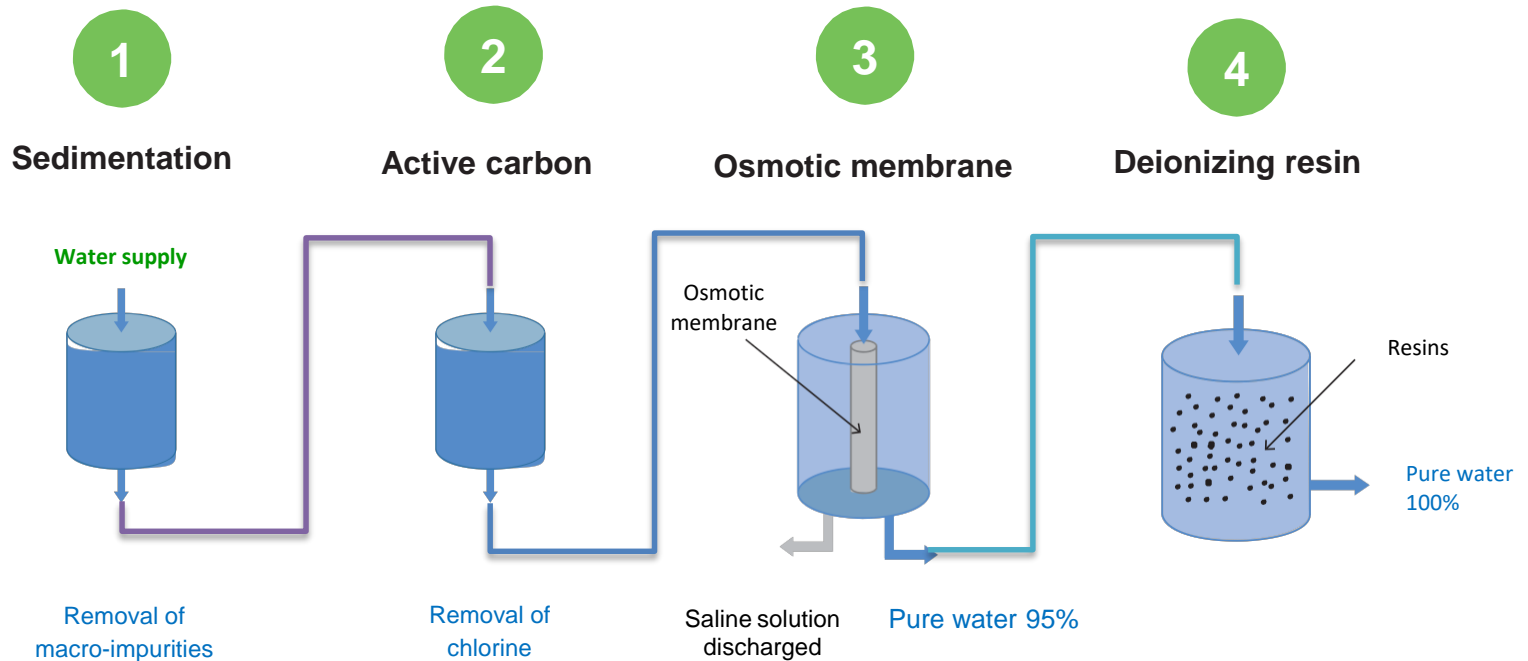 1
2
3
4
Sedimentation
Active carbon
Osmotic membrane
Deionizing resin
Water supply
Osmotic
membrane
Resins
Pure water
100%
Removal of
macro-impurities
Removal of
chlorine
Saline solution
discharged
Pure water 95%